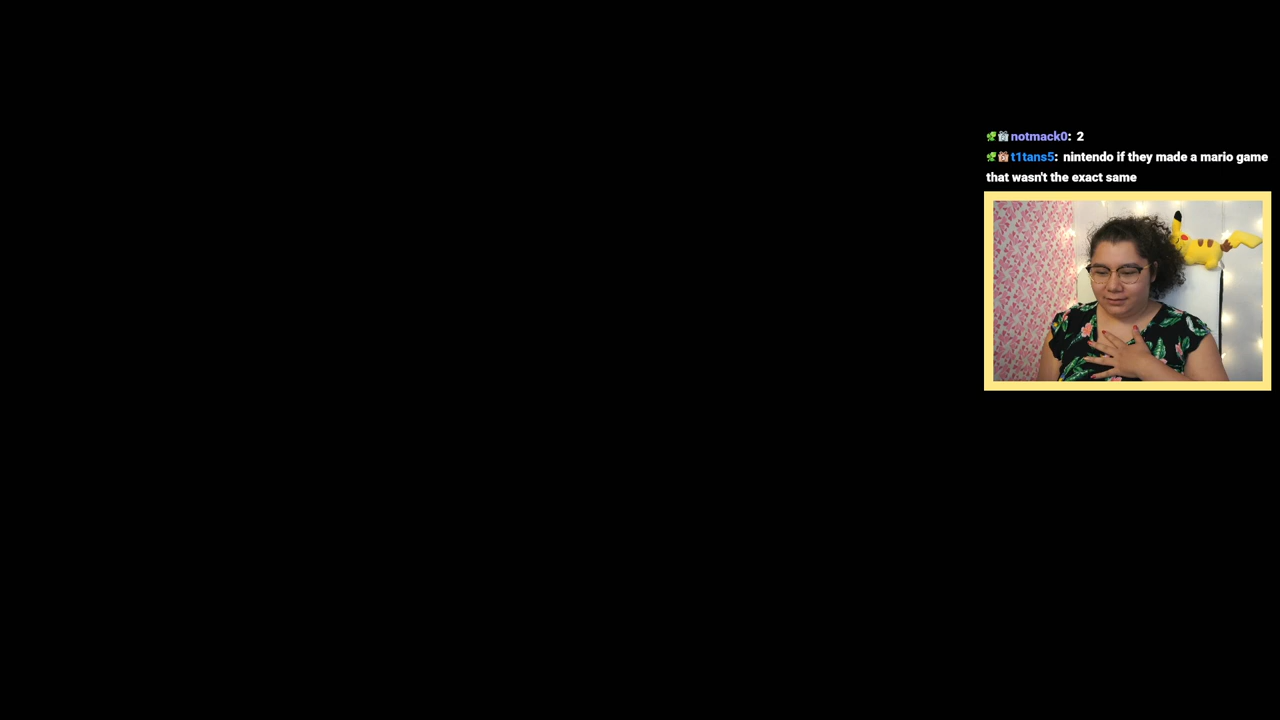 notmack0: 2
t1tans5: nintendo if they made a mario game
that wasn't the exact same